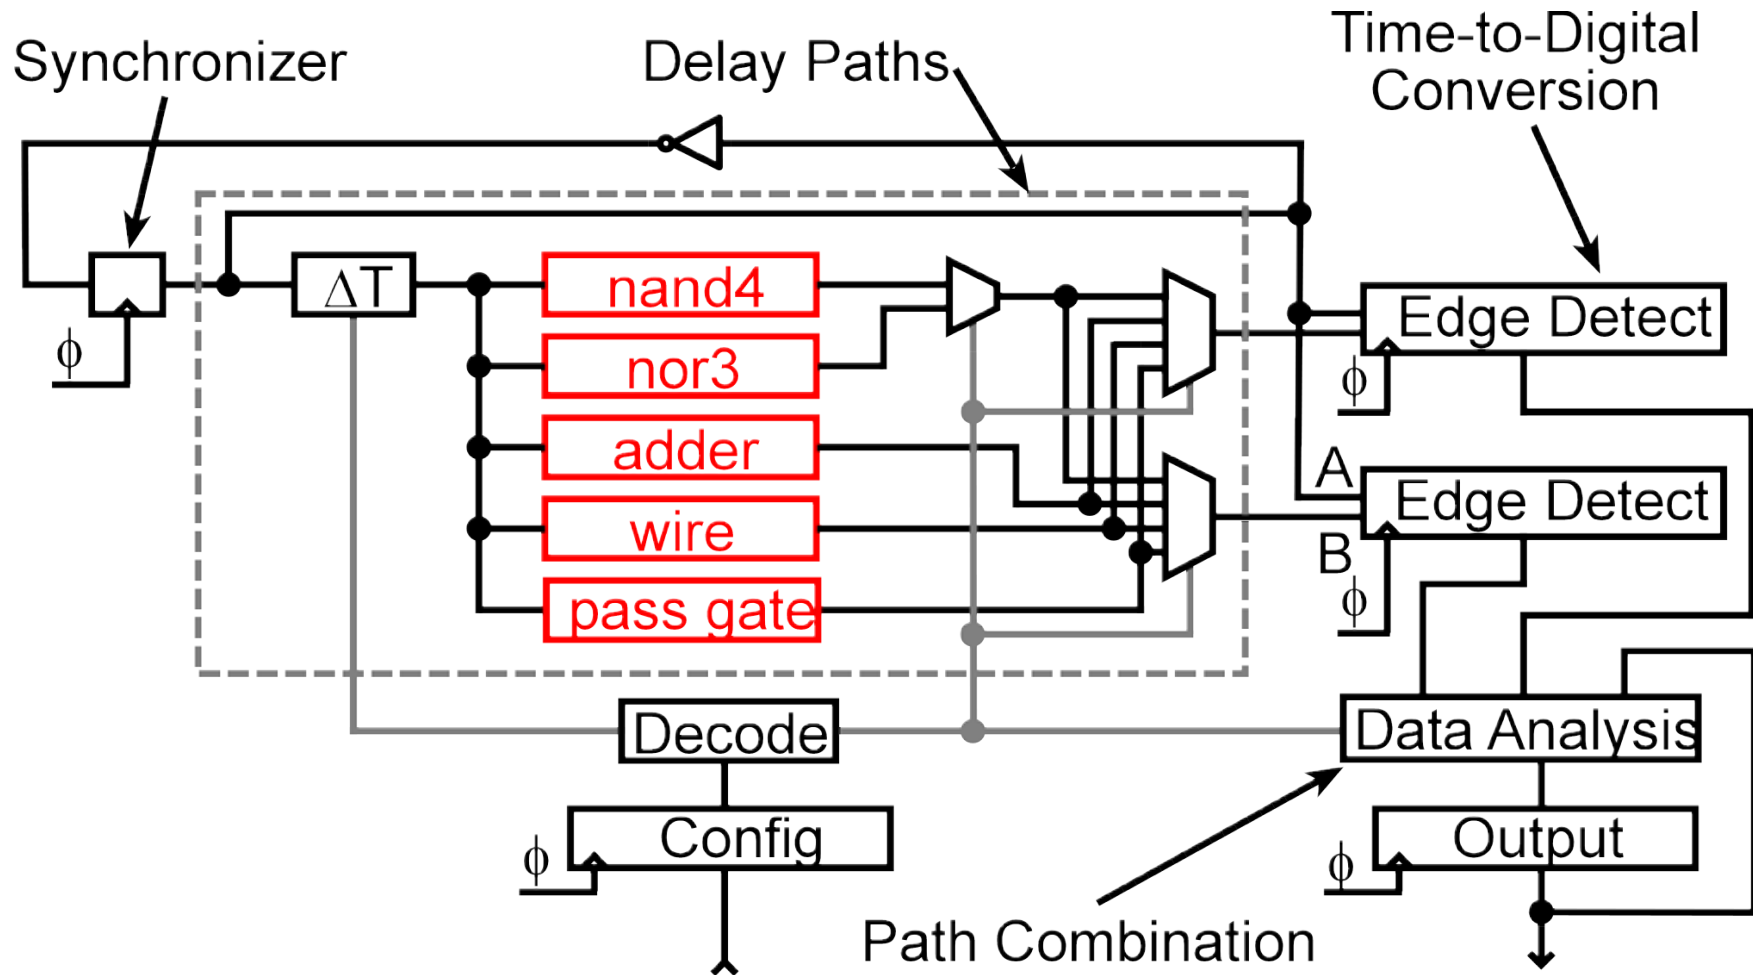 Synchronizer
Delay Paths
Time-to-Digital
Conversion
ΔT
nand4
nor3
adder
wire
pass gate
ϕ
Edge Detect
ϕ
A
Edge Detect
B
ϕ
Decode
Data Analysis
Config
ϕ
Output
ϕ
Path Combination